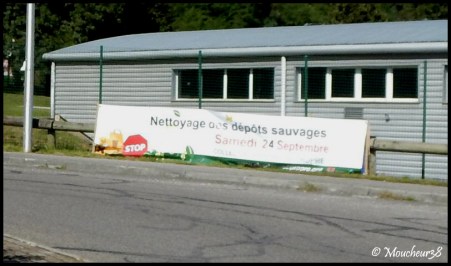 Nettoyage des dépôts sauvages
Samedi 24 Septembre
STOP
© Moucheur38